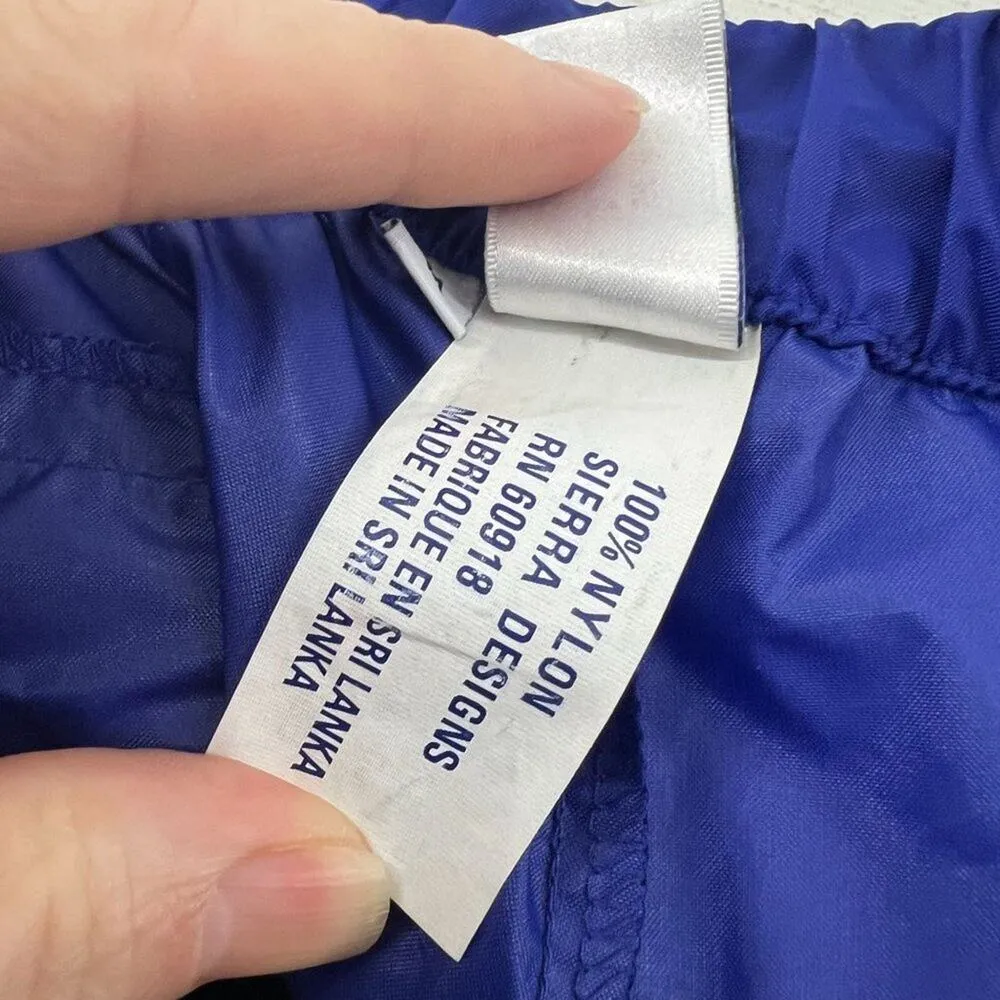 100% NYLON
SIERRA DESIGNS
RN 60918
FABRIQUE EN SRI LANKA
MADE IN SRI LANKA